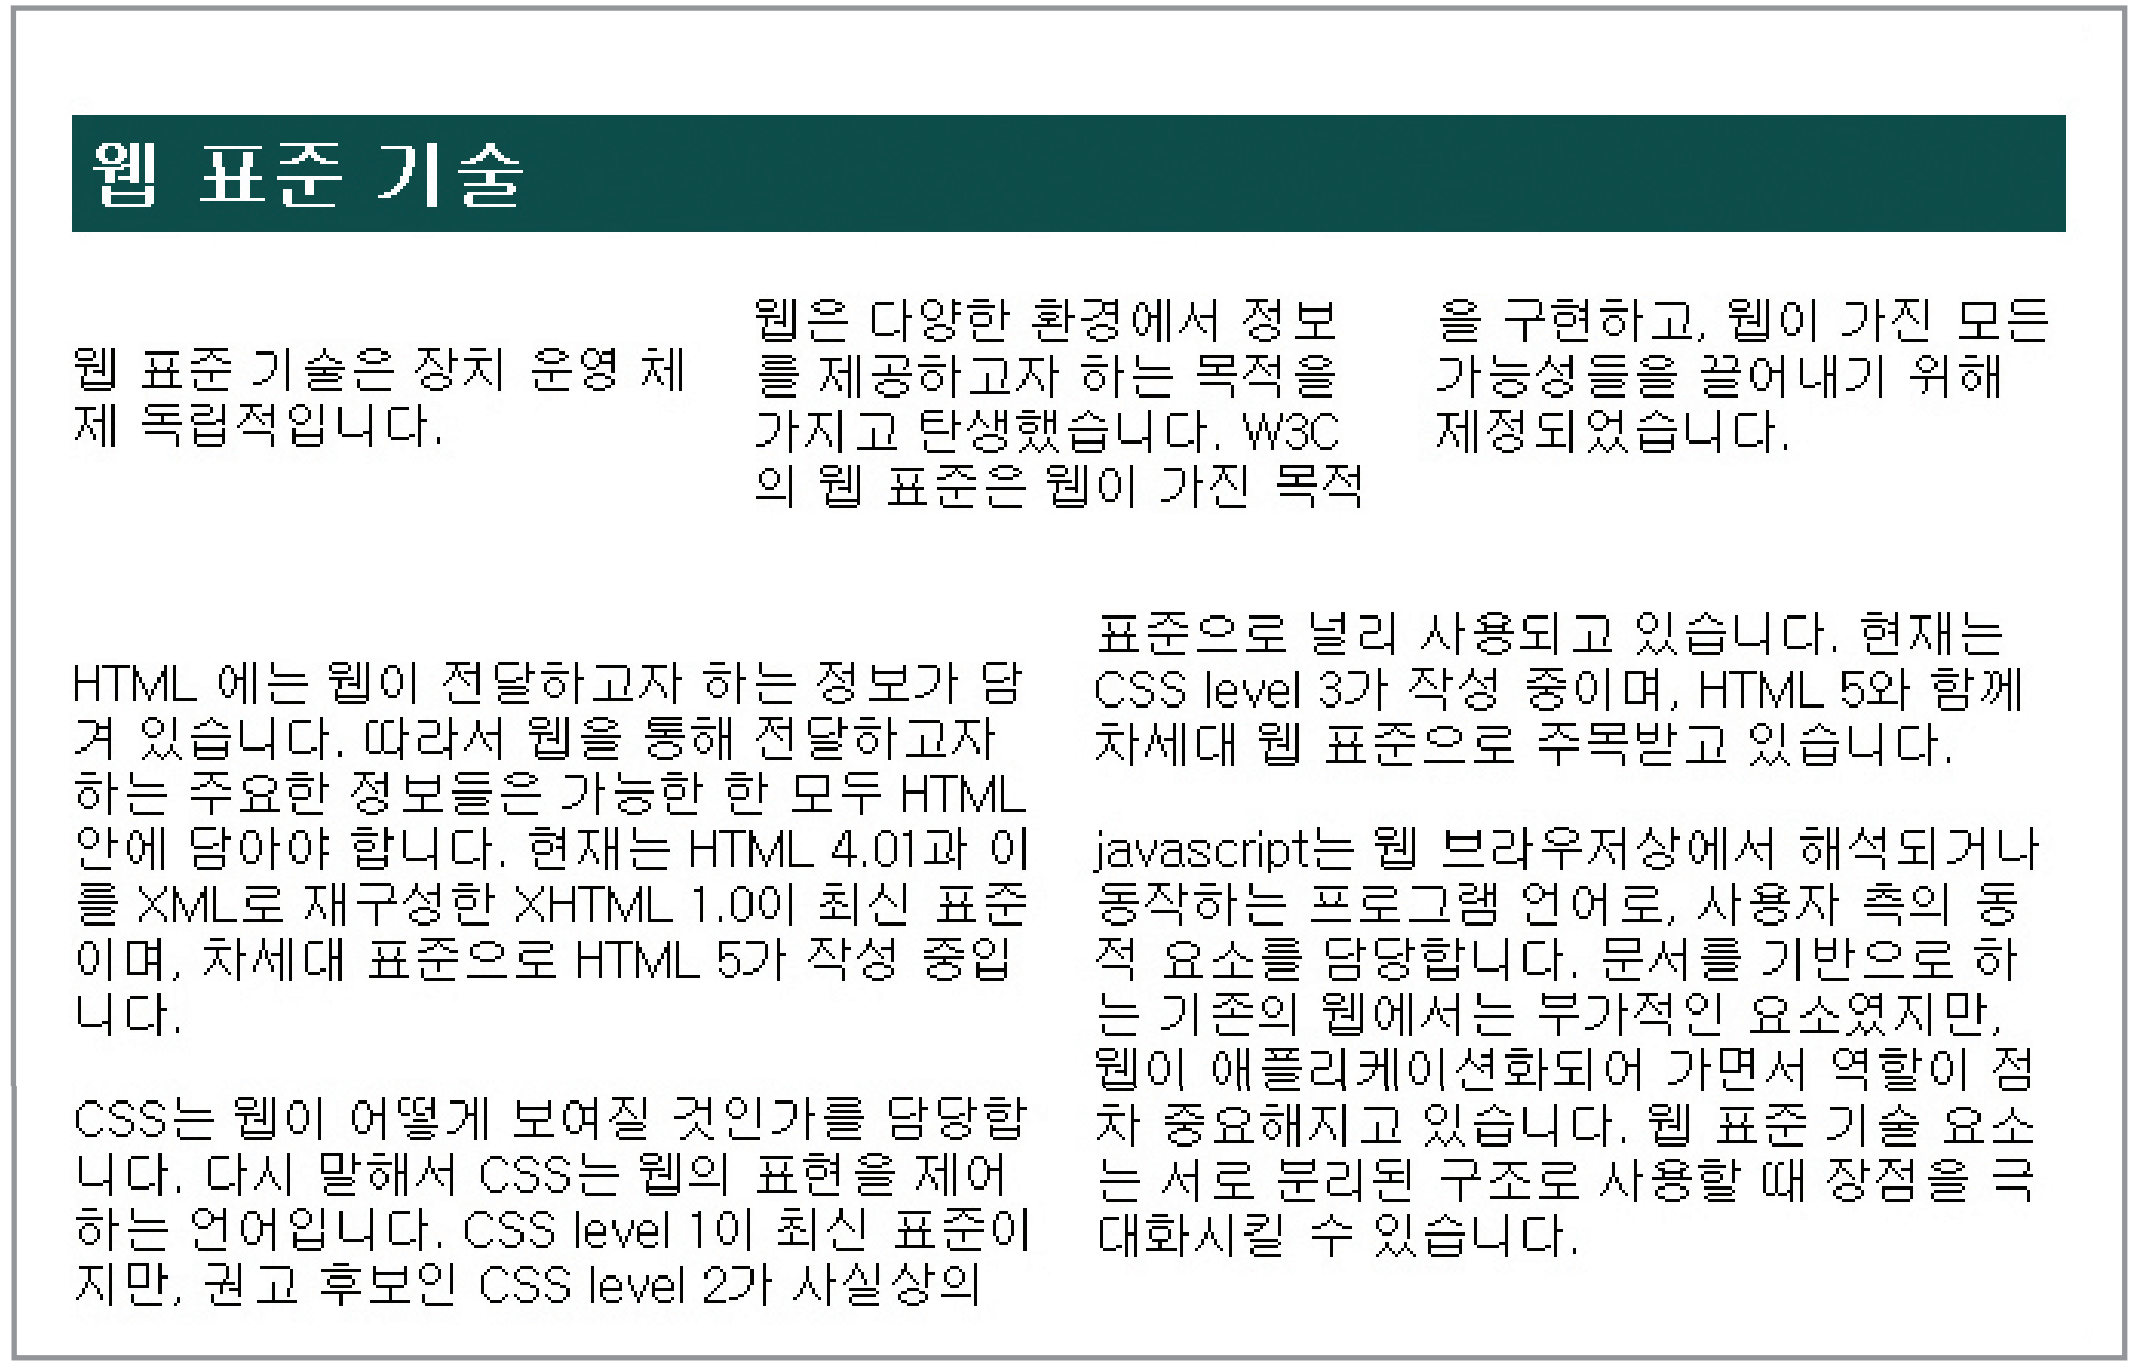 웹 표준 기술
웹 표준 기술은 장치 운영 체
제 독립적입니다.
웹은 다양한 환경에서 정보
를 제공하고자 하는 목적을
가지고 탄생했습니다. W3C
의 웹 표준은 웹이 가진 목적
을 구현하고, 웹이 가진 모든
가능성들을 끌어내기 위해
제정되었습니다.
HTML 에는 웹이 전달하고자 하는 정보가 담
겨 있습니다. 따라서 웹을 통해 전달하고자
하는 주요한 정보들은 가능한 한 모두 HTML
안에 담아야 합니다. 현재는 HTML 4.01과 이
를 XML로 재구성한 XHTML 1.0이 최신 표준
이며, 차세대 표준으로 HTML 5가 작성 중입
니다.
CSS는 웹이 어떻게 보여질 것인가를 담당합
니다. 다시 말해서 CSS는 웹의 표현을 제어
하는 언어입니다. CSS level 1이 최신 표준이
지만, 권고 후보인 CSS level 2가 사실상의
표준으로 널리 사용되고 있습니다. 현재는
CSS level 3가 작성 중이며, HTML 5와 함께
차세대 웹 표준으로 주목받고 있습니다.
javascript는 웹 브라우저상에서 해석되거나
동작하는 프로그램 언어로, 사용자 측의 동
적 요소를 담당합니다. 문서를 기반으로 하
는 기존의 웹에서는 부가적인 요소였지만,
웹이 애플리케이션화되어 가면서 역할이 점
차 중요해지고 있습니다. 웹 표준 기술 요소
는 서로 분리된 구조로 사용할 때 장점을 극
대화시킬 수 있습니다.